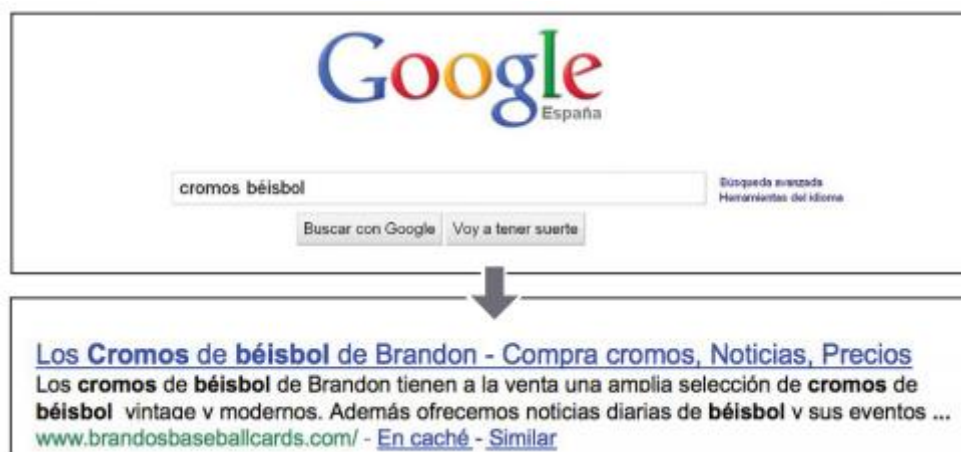 Google
España
cromos béisbol
Búsqueda avanzada
Herramientas del idioma
Buscar con Google Voy a tener suerte
Los Cromos de béisbol de Brandon - Compra cromos, Noticias, Precios
Los cromos de béisbol de Brandon tienen a la venta una amplia selección de cromos de
béisbol vintage y modernos. Además ofrecemos noticias diarias de béisbol y sus eventos ...
www.brandosbaseballcards.com/ - En caché - Similar